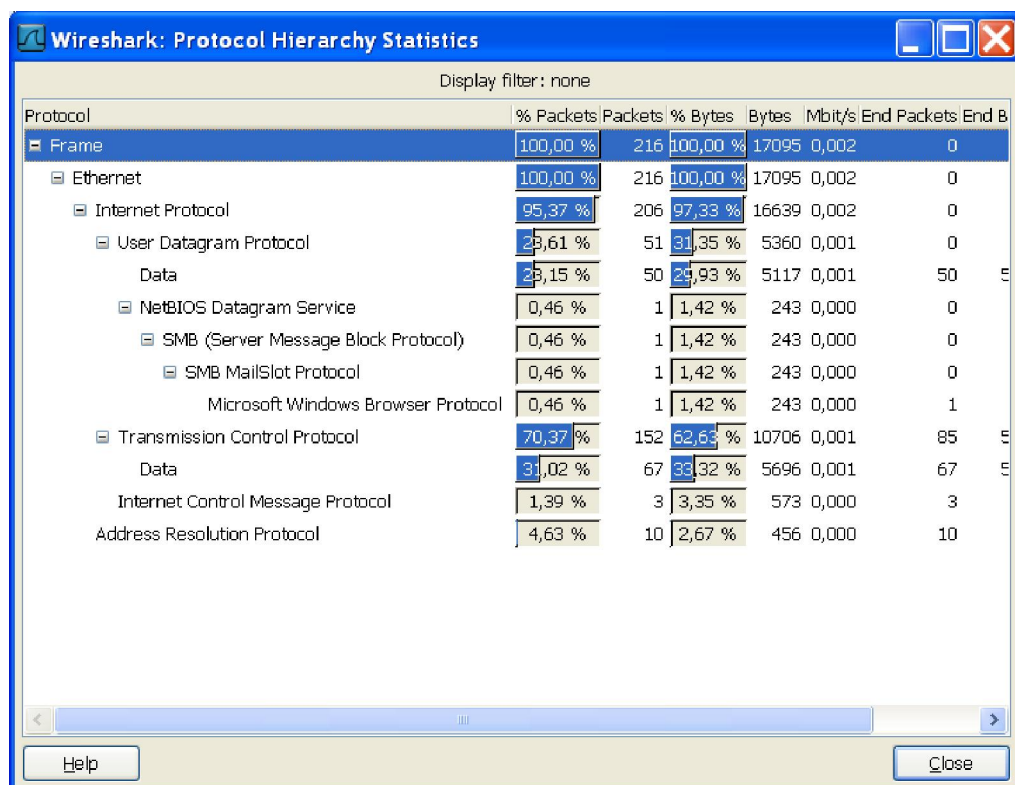 Wireshark: Protocol Hierarchy Statistics
Display filter: none
Protocol % Packets Packets % Bytes Bytes Mbit/s End Packets End B
Frame 100,00 % 216 100,00 % 17095 0,002 0
Ethernet 100,00 % 216 100,00 % 17095 0,002 0
Internet Protocol 95,37 % 206 97,33 % 16639 0,002 0
User Datagram Protocol 23,61 % 51 31,35 % 5360 0,001 0
Data 23,15 % 50 29,93 % 5117 0,001 50 5
NetBIOS Datagram Service 0,46 % 1 1,42 % 243 0,000 0
SMB (Server Message Block Protocol) 0,46 % 1 1,42 % 243 0,000 0
SMB MailSlot Protocol 0,46 % 1 1,42 % 243 0,000 0
Microsoft Windows Browser Protocol 0,46 % 1 1,42 % 243 0,000 1
Transmission Control Protocol 70,37 % 152 62,63 % 10706 0,001 85 5
Data 31,02 % 67 33,32 % 5696 0,001 67 5
Internet Control Message Protocol 1,39 % 3 3,35 % 573 0,000 3
Address Resolution Protocol 4,63 % 10 2,67 % 456 0,000 10
Help Close